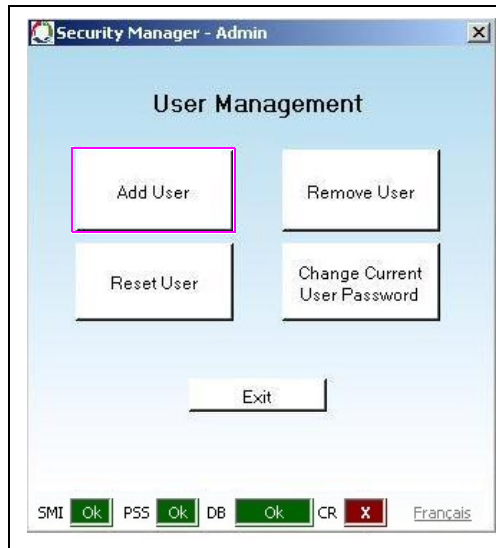 Security Manager - Admin
User Management
Add User
Remove User
Reset User
Change Current
User Password
Exit
SMI Ok PSS Ok DB Ok CR X Français